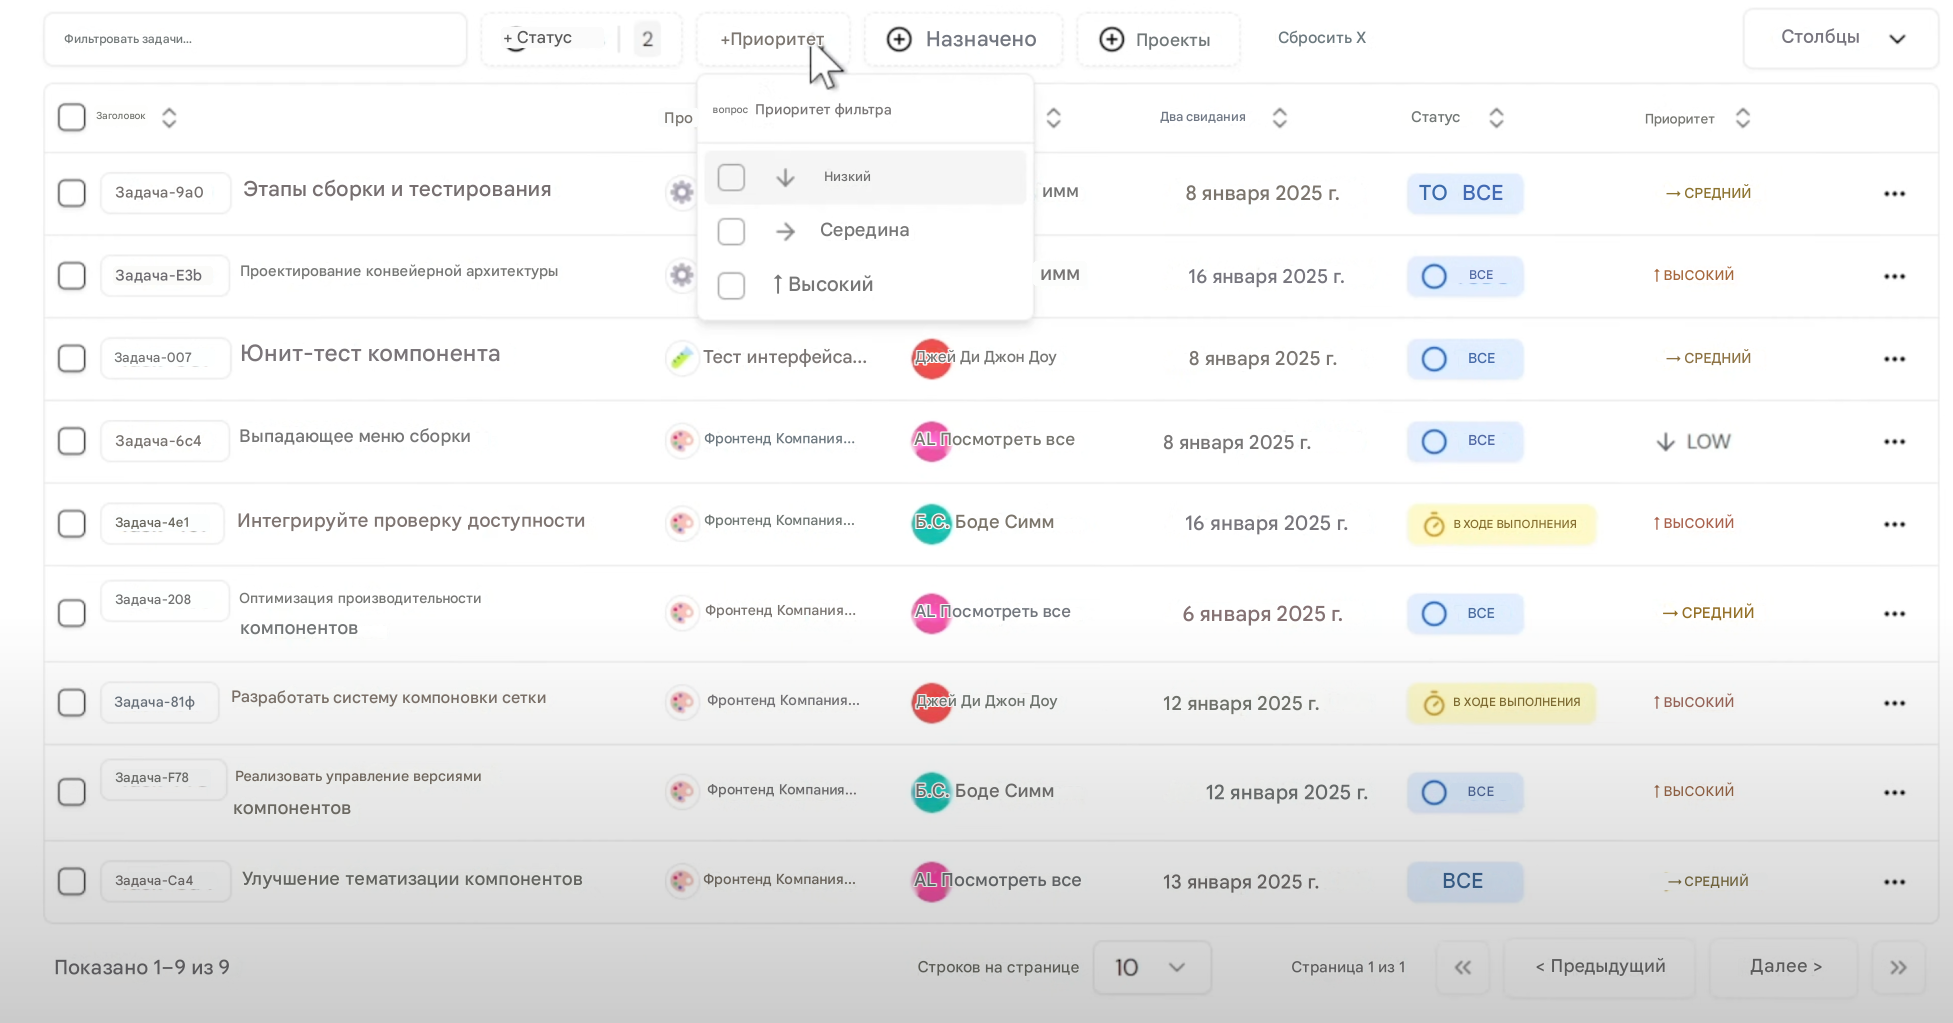 Фильтровать задачи...
+ Статус 2
+Приоритет
Назначено
Проекты
Сбросить X
Столбцы
Заголовок
Про
вопрос Приоритет фильтра
Два свидания
Статус
Приоритет
Низкий
Середина
↑ Высокий
Задача-9a0 Этапы сборки и тестирования имм 8 января 2025 г. TO ВСЕ → СРЕДНИЙ
Задача-E3b Проектирование конвейерной архитектуры имм 16 января 2025 г. ВСЕ ↑ ВЫСОКИЙ
Задача-007 Юнит-тест компонента Тест интерфейса... Джей Ди Джон Доу 8 января 2025 г. ВСЕ → СРЕДНИЙ
Задача-6c4 Выпадающее меню сборки Фронтенд Компания... AL Посмотреть все 8 января 2025 г. ВСЕ LOW
Задача-4e1 Интегрируйте проверку доступности Фронтенд Компания... Б.С. Боде Симм 16 января 2025 г. В ХОДЕ ВЫПОЛНЕНИЯ ↑ ВЫСОКИЙ
Задача-208 Оптимизация производительности
компонентов Фронтенд Компания... AL Посмотреть все 6 января 2025 г. ВСЕ → СРЕДНИЙ
Задача-81ф Разработать систему компоновки сетки Фронтенд Компания... Джей Ди Джон Доу 12 января 2025 г. В ХОДЕ ВЫПОЛНЕНИЯ ↑ ВЫСОКИЙ
Задача-F78 Реализовать управление версиями
компонентов Фронтенд Компания... Б.С. Боде Симм 12 января 2025 г. ВСЕ ↑ ВЫСОКИЙ
Задача-Ca4 Улучшение тематизации компонентов Фронтенд Компания... AL Посмотреть все 13 января 2025 г. ВСЕ → СРЕДНИЙ
Показано 1–9 из 9
Строков на странице 10
Страница 1 из 1
« < Предыдущий Далее > »